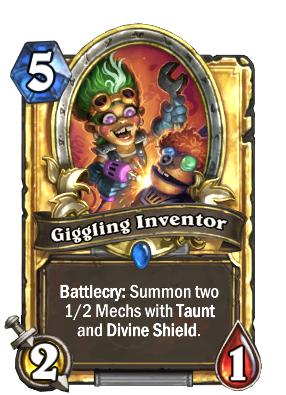 5
Giggling Inventor
Battlecry: Summon two
1/2 Mechs with Taunt
and Divine Shield.
2
1